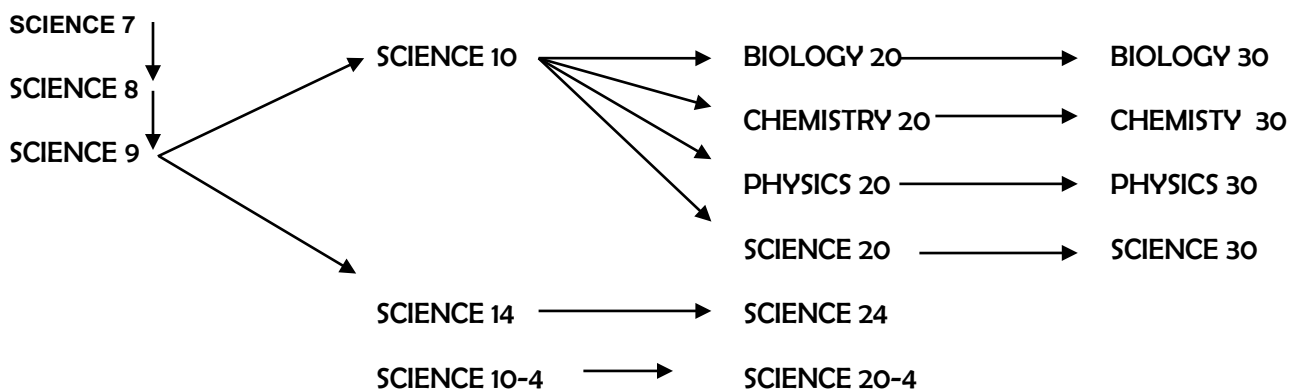 SCIENCE 7
SCIENCE 8
SCIENCE 9
SCIENCE 10
BIOLOGY 20
BIOLOGY 30
CHEMISTRY 20
CHEMISTY 30
PHYSICS 20
PHYSICS 30
SCIENCE 20
SCIENCE 30
SCIENCE 14
SCIENCE 24
SCIENCE 10-4
SCIENCE 20-4